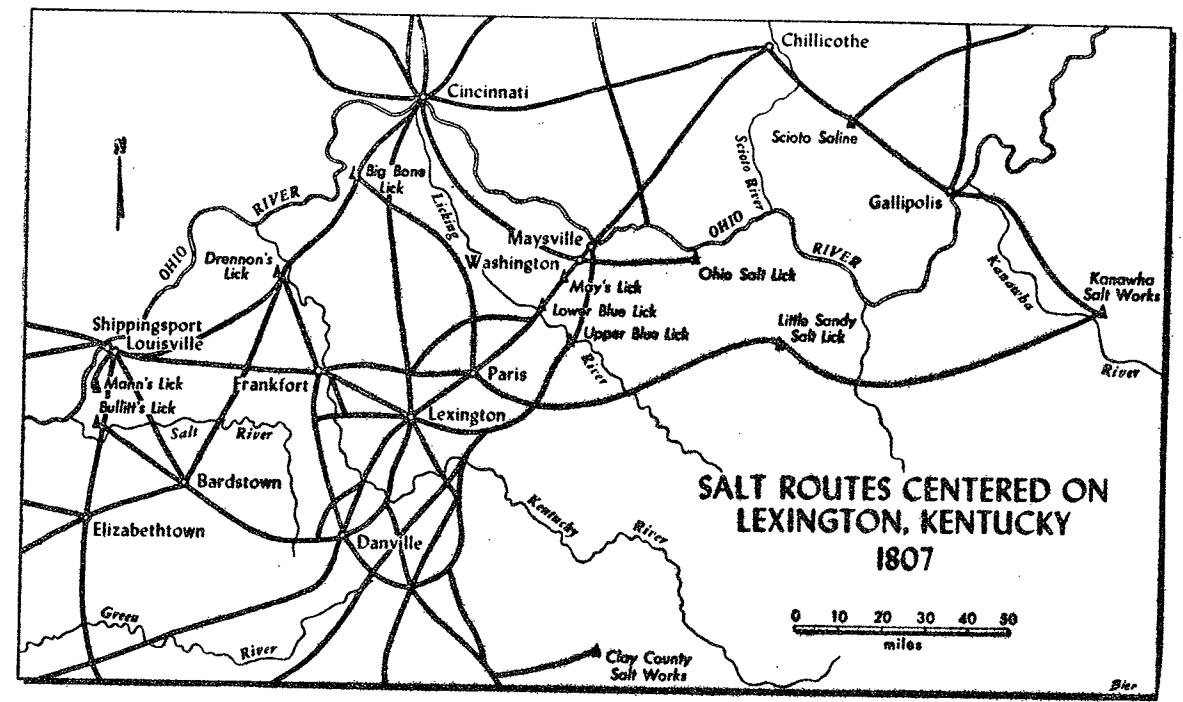 Chillicothe
Cincinnati
Scioto Saline
Scioto River
Big Bone
Lick
Licking
RIVER
OHIO
Gallipolis
OHIO
RIVER
Maysville
Washington
Drennon's
Lick
Ohio Salt Lick
May's Lick
Kanawha
Kanawha
Salt Works
Lower Blue Lick
Upper Blue Lick
Little Sandy
Salt Lick
Shippingsport
Louisville
River
River
Paris
Mann's Lick
Frankfort
Bullitt's Lick
Lexington
Salt River
Bardstown
SALT ROUTES CENTERED ON
LEXINGTON, KENTUCKY
1807
Kentucky
River
Elizabethtown
Danville
Green
River
0 10 20 30 40 50
miles
Clay County
Salt Works
Bier